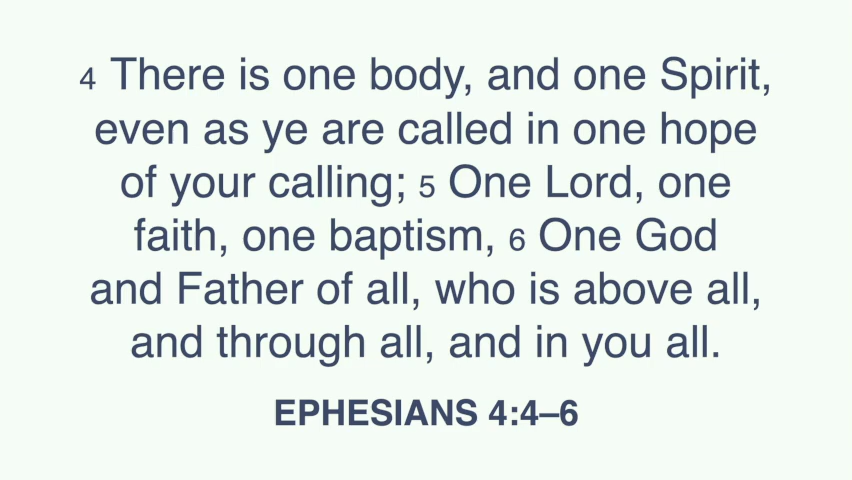 4 There is one body, and one Spirit,
even as ye are called in one hope
of your calling; 5 One Lord, one
faith, one baptism, 6 One God
and Father of all, who is above all,
and through all, and in you all.
EPHESIANS 4:4–6